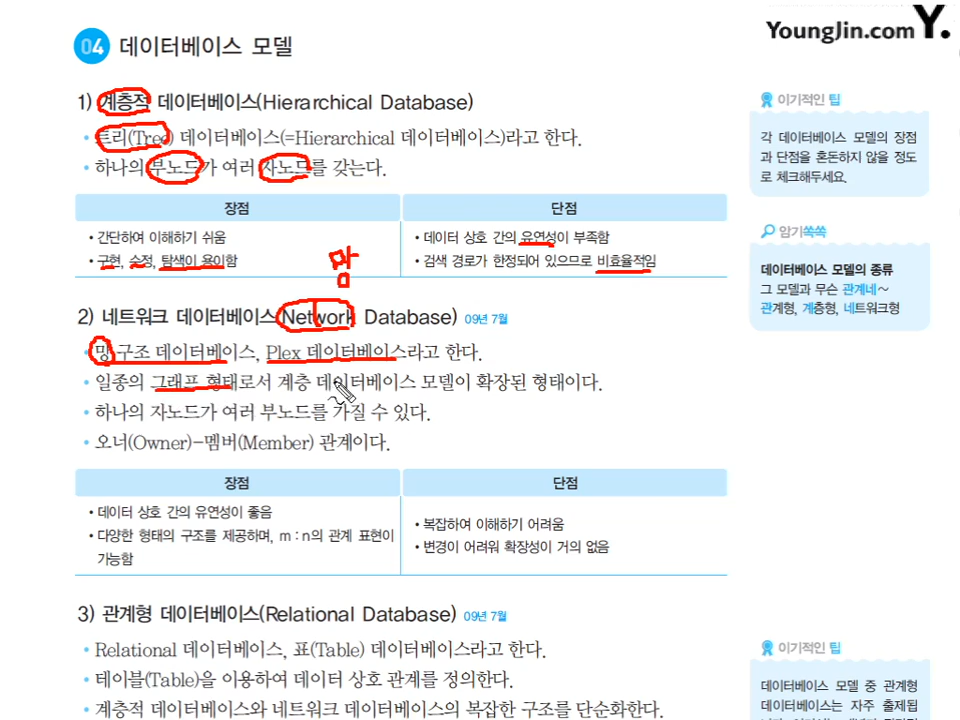 YoungJin.com Y.
04 데이터베이스 모델
1) 계층적 데이터베이스(Hierarchical Database)
• 트리(Tree) 데이터베이스(=Hierarchical 데이터베이스)라고 한다.
• 하나의 부노드가 여러 자노드를 갖는다.
장점
단점
• 간단하여 이해하기 쉬움
• 구현, 수정, 탐색이 용이함
• 데이터 상호 간의 유연성이 부족함
• 검색 경로가 한정되어 있으므로 비효율적임
망
2) 네트워크 데이터베이스(Network Database) 09년 7월
• 망 구조 데이터베이스, Plex 데이터베이스라고 한다.
• 일종의 그래프 형태로서 계층 데이터베이스 모델이 확장된 형태이다.
• 하나의 자노드가 여러 부노드를 가질 수 있다.
• 오너(Owner)-멤버(Member) 관계이다.
장점
단점
• 데이터 상호 간의 유연성이 좋음
• 다양한 형태의 구조를 제공하며, m : n의 관계 표현이
가능함
• 복잡하여 이해하기 어려움
• 변경이 어려워 확장성이 거의 없음
3) 관계형 데이터베이스(Relational Database) 09년 7월
• Relational 데이터베이스, 표(Table) 데이터베이스라고 한다.
• 테이블(Table)을 이용하여 데이터 상호 관계를 정의한다.
• 계층적 데이터베이스와 네트워크 데이터베이스의 복잡한 구조를 단순화한다.
이기적인 팁
각 데이터베이스 모델의 장점
과 단점을 혼돈하지 않을 정도
로 체크해두세요.
암기쏙쏙
데이터베이스 모델의 종류
그 모델과 무슨 관계네~
관계형, 계층형, 네트워크형
이기적인 팁
데이터베이스 모델 중 관계형
데이터베이스는 자주 출제됩